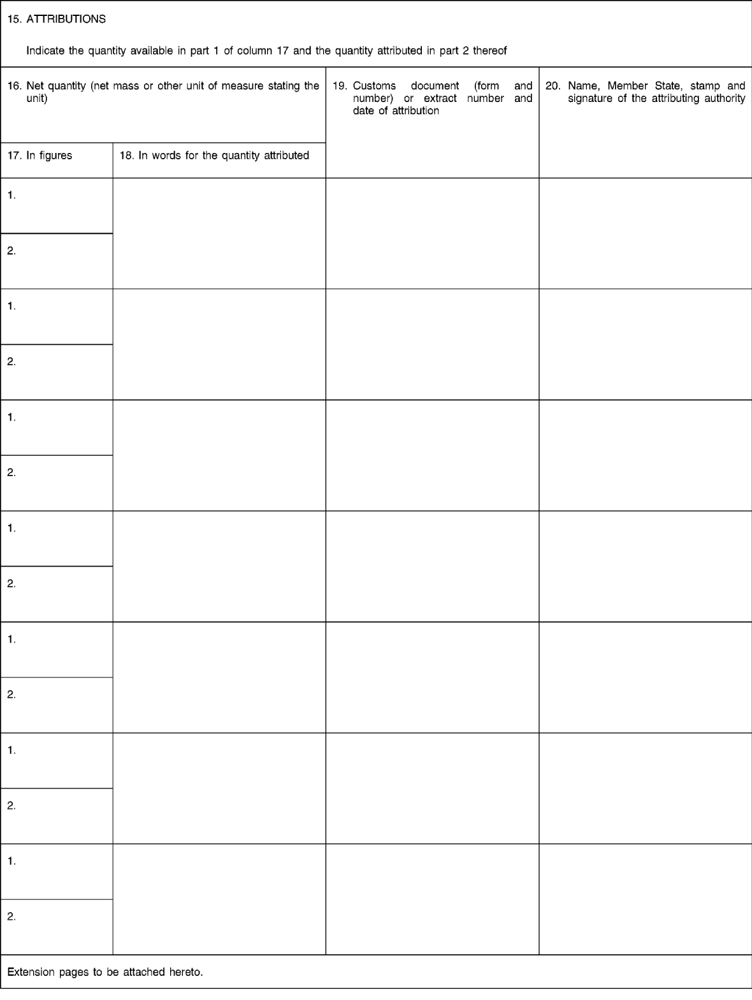 15. ATTRIBUTIONS
Indicate the quantity available in part 1 of column 17 and the quantity attributed in part 2 thereof
16. Net quantity (net mass or other unit of measure stating the
unit)
19. Customs document (form and
number) or extract number and
date of attribution
20. Name, Member State, stamp and
signature of the attributing authority
17. In figures
18. In words for the quantity attributed
1.
2.
1.
2.
1.
2.
1.
2.
1.
2.
1.
2.
1.
2.
Extension pages to be attached hereto.